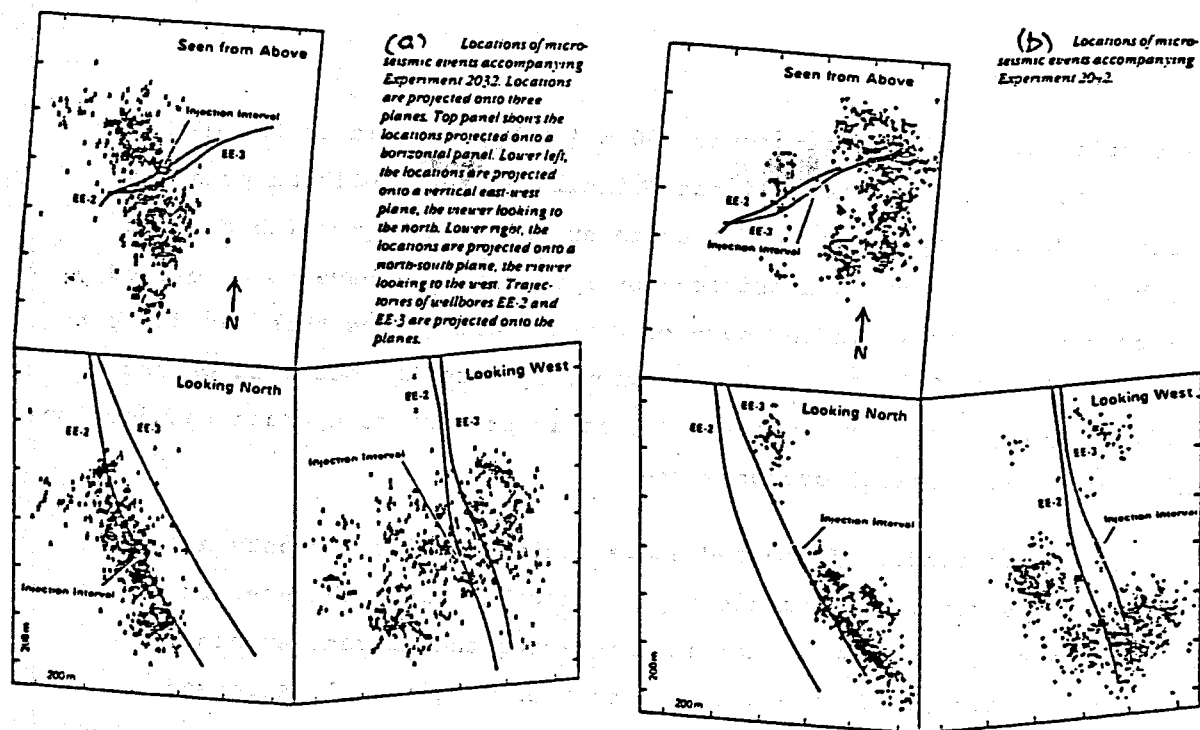 Seen from Above
Injection Interval
EE-3
EE-2
N
(a) Locations of micro-
seismic events accompanying
Experiment 2032. Locations
are projected onto three
planes. Top panel shows the
locations projected onto a
horizontal panel. Lower left,
the locations are projected
onto a vertical east-west
plane, the viewer looking to
the north. Lower right, the
locations are projected onto a
north-south plane, the viewer
looking to the west. Trajec-
tories of wellbores EE-2 and
EE-3 are projected onto the
planes.
Looking North
EE-2
EE-3
Injection Interval
200m
200m
Looking West
EE-2
EE-3
Injection Interval
Seen from Above
EE-2
EE-3
Injection Interval
N
(b) Locations of micro-
seismic events accompanying
Experiment 2042.
Looking North
EE-3
EE-2
Injection Interval
200m
200m
Looking West
EE-3
EE-2
Injection Interval